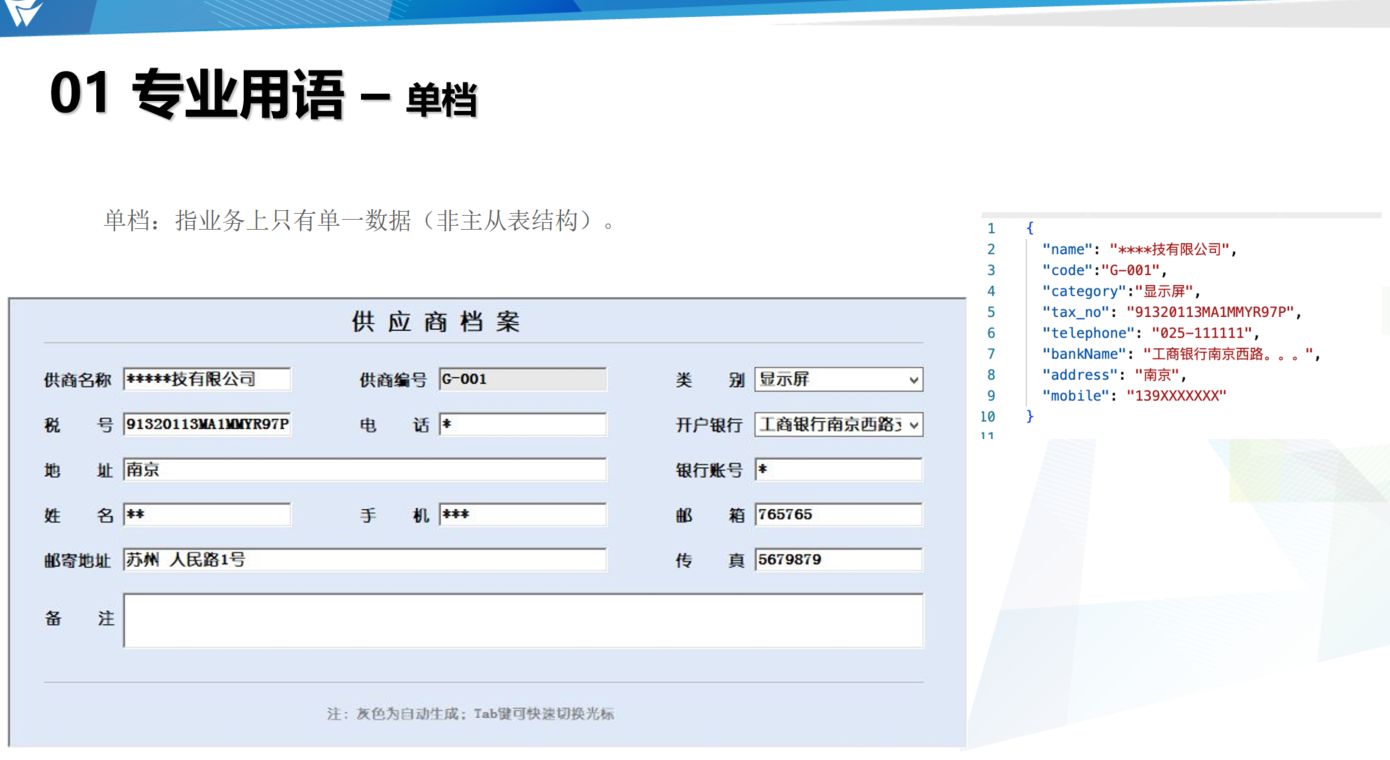 01 专业用语 – 单档
单档：指业务上只有单一数据（非主从表结构）。
供应商档案
供商名称 *****技有限公司 供商编号 G-001 类 别 显示屏
税 号 91320113MA1MMYR97P 电 话 * 开户银行 工商银行南京西路支
地 址 南京 银行账号 *
姓 名 ** 手 机 *** 邮 箱 765765
邮寄地址 苏州 人民路1号 传 真 5679879
备 注
注：灰色为自动生成；Tab键可快速切换光标
1 {
2 "name": "****技有限公司",
3 "code":"G-001",
4 "category":"显示屏",
5 "tax_no": "91320113MA1MMYR97P",
6 "telephone": "025-111111",
7 "bankName": "工商银行南京西路。。。",
8 "address": "南京",
9 "mobile": "139XXXXXXX"
10 }
11